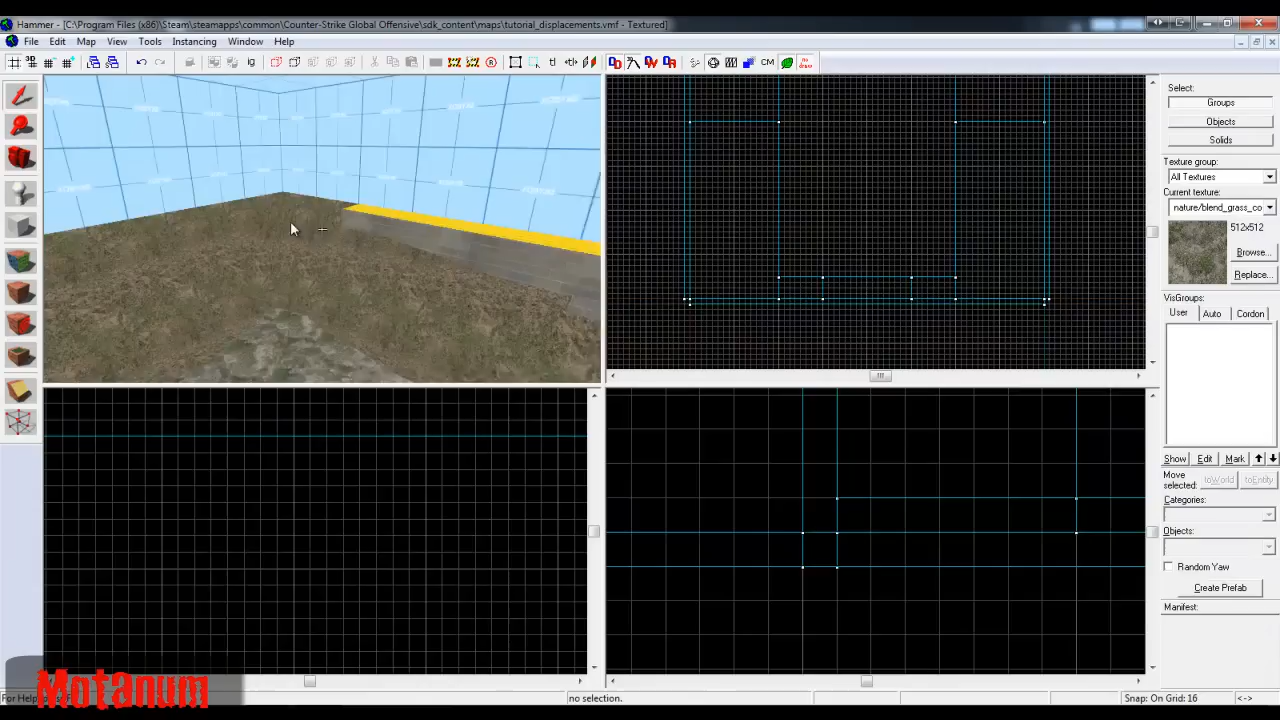 Hammer - [C:\Program Files (x86)\Steam\steamapps\common\Counter-Strike Global Offensive\sdk_content\maps\tutorial_displacements.vmf - Textured]
File Edit Map View Tools Instancing Window Help
Select:
Groups
Objects
Solids
Texture group:
All Textures
Current texture:
nature/blend_grass_co
512x512
Browse...
Replace...
VisGroups:
User Auto Cordon
Show Edit Mark
Move selected: toWorld toEntity
Categories:
Objects:
Random Yaw
Create Prefab
Manifest:
Motanum
For Help
no selection.
Snap: On Grid: 16
<->